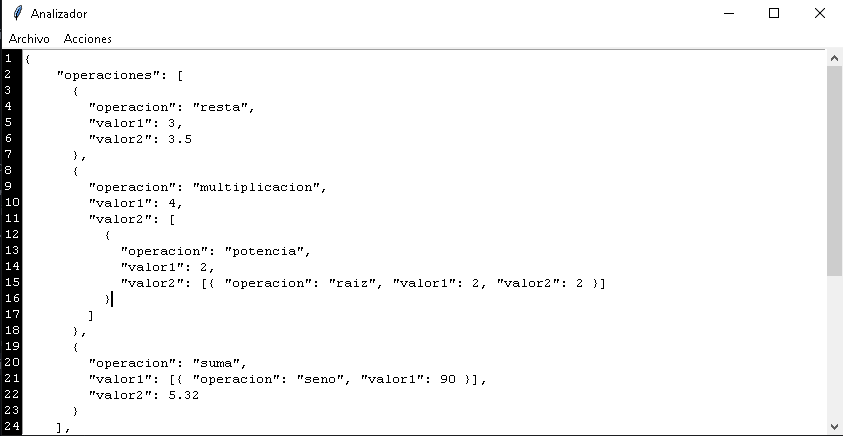 Analizador
Archivo Acciones
1 {
2     "operaciones": [
3       {
4         "operacion": "resta",
5         "valor1": 3,
6         "valor2": 3.5
7       },
8       {
9         "operacion": "multiplicacion",
10         "valor1": 4,
11         "valor2": [
12           {
13             "operacion": "potencia",
14             "valor1": 2,
15             "valor2": [{ "operacion": "raiz", "valor1": 2, "valor2": 2 }]
16           }
17         ]
18       },
19       {
20         "operacion": "suma",
21         "valor1": [{ "operacion": "seno", "valor1": 90 }],
22         "valor2": 5.32
23       }
24     ],